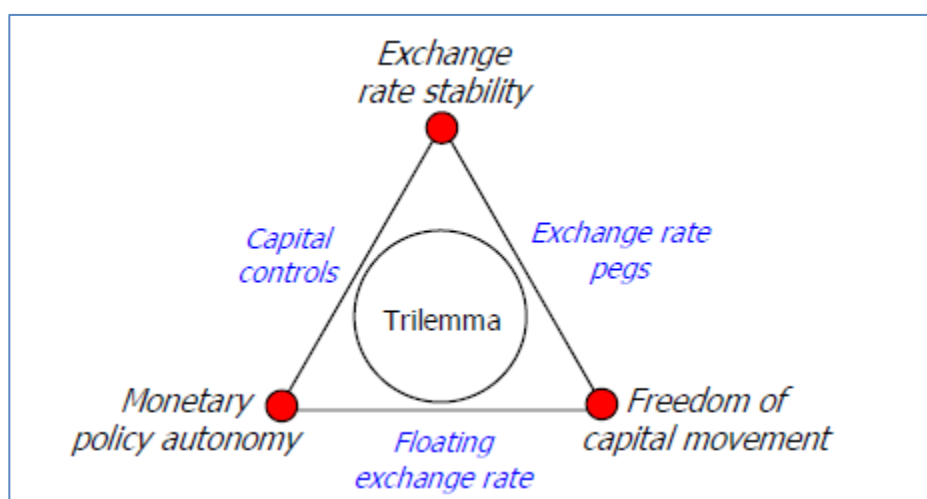 Exchange
rate stability
Capital
controls
Exchange rate
pegs
Trilemma
Monetary
policy autonomy
Freedom of
capital movement
Floating
exchange rate